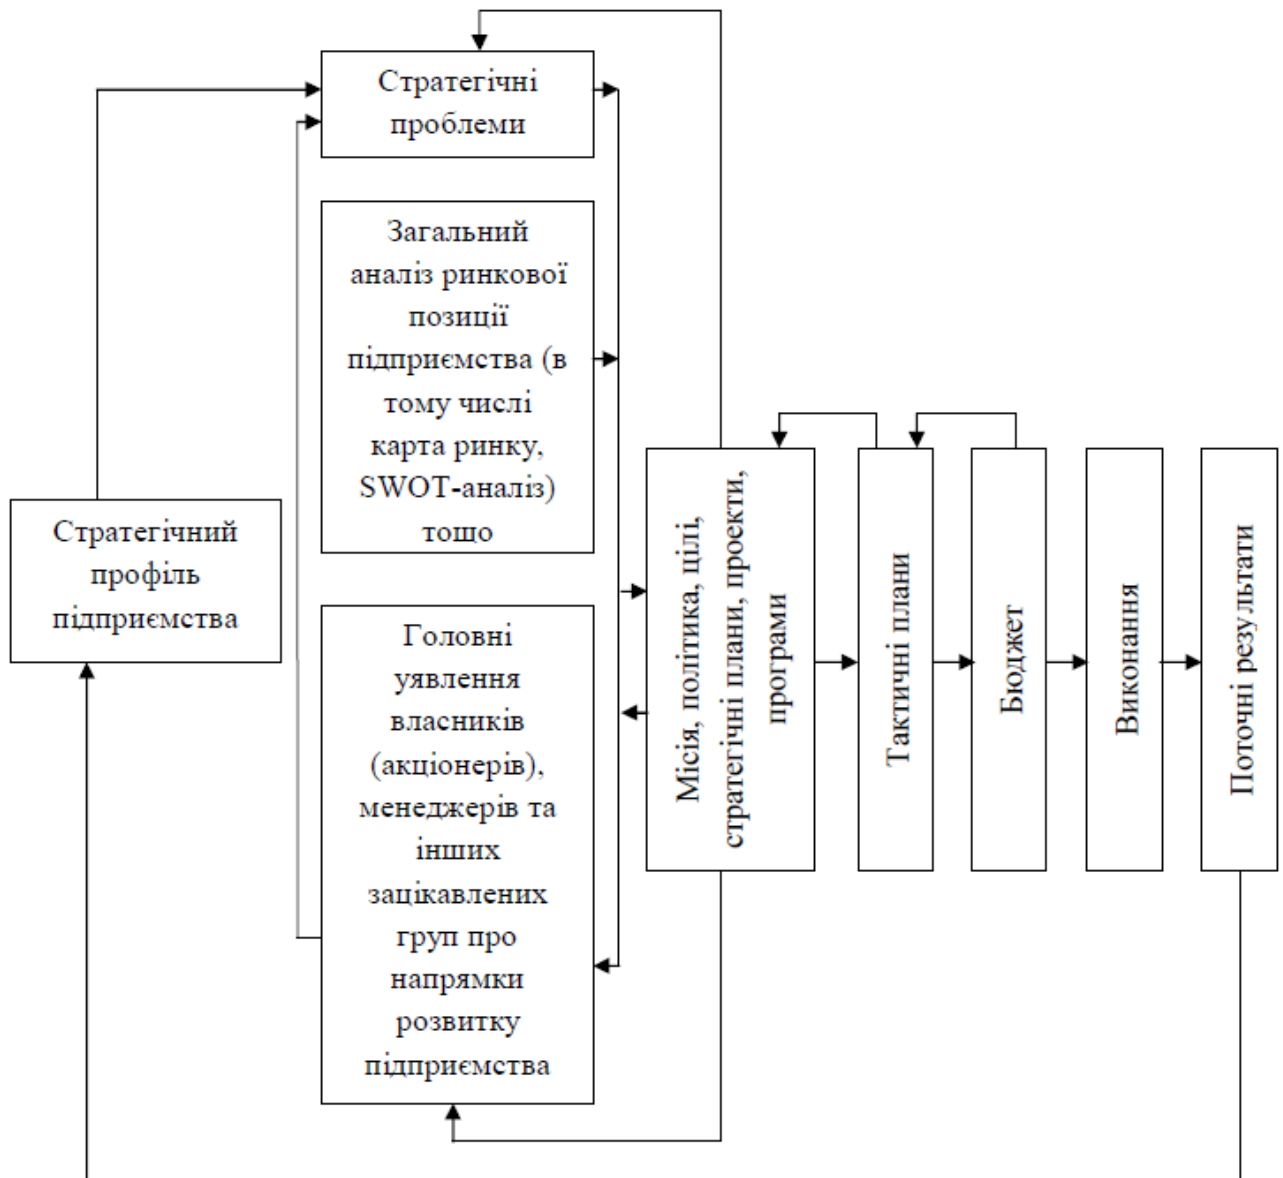 Стратегічні
проблеми
Загальний
аналіз ринкової
позиції
підприємства (в
тому числі
карта ринку,
SWOT-аналіз)
тощо
Стратегічний
профіль
підприємства
Головні
уявлення
власників
(акціонерів),
менеджерів та
інших
зацікавлених
груп про
напрямки
розвитку
підприємства
Місія, політика, цілі,
стратегічні плани, проекти,
програми
Тактичні плани
Бюджет
Виконання
Поточні результати